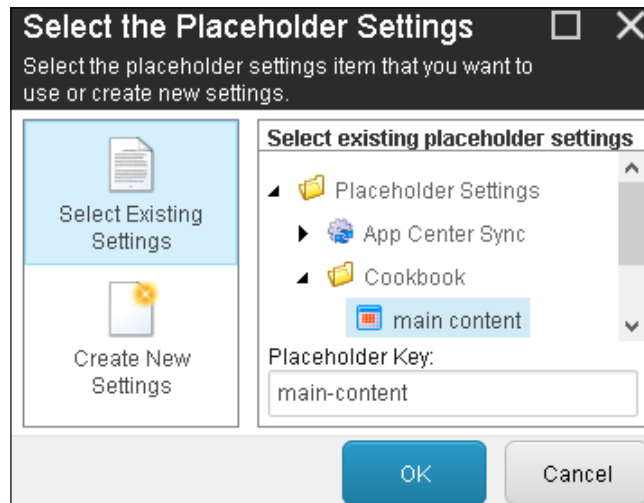 Select the Placeholder Settings
Select the placeholder settings item that you want to
use or create new settings.
Select Existing
Settings
Create New
Settings
Select existing placeholder settings
Placeholder Settings
App Center Sync
Cookbook
main content
Placeholder Key:
main-content
OK
Cancel